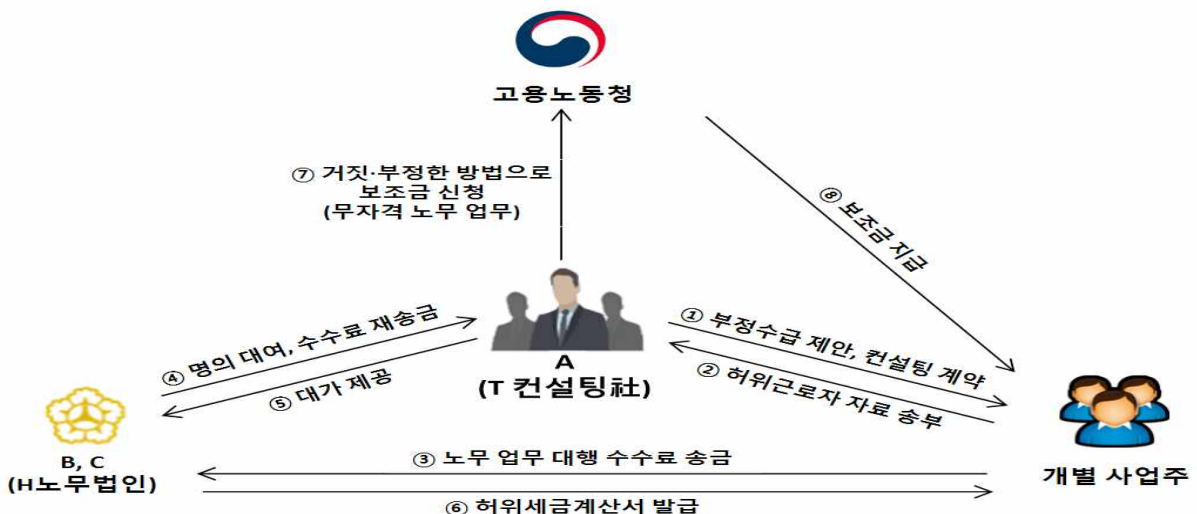 고용노동청
⑦ 거짓·부정한 방법으로
보조금 신청
(무자격 노무 업무)
⑧ 보조금 지급
④ 명의 대여, 수수료 재송금
⑤ 대가 제공
A
(T 컨설팅社)
① 부정수급 제안, 컨설팅 계약
② 허위근로자 자료 송부
B, C
(H노무법인)
③ 노무 업무 대행 수수료 송금
⑥ 허위세금계산서 발급
개별 사업주